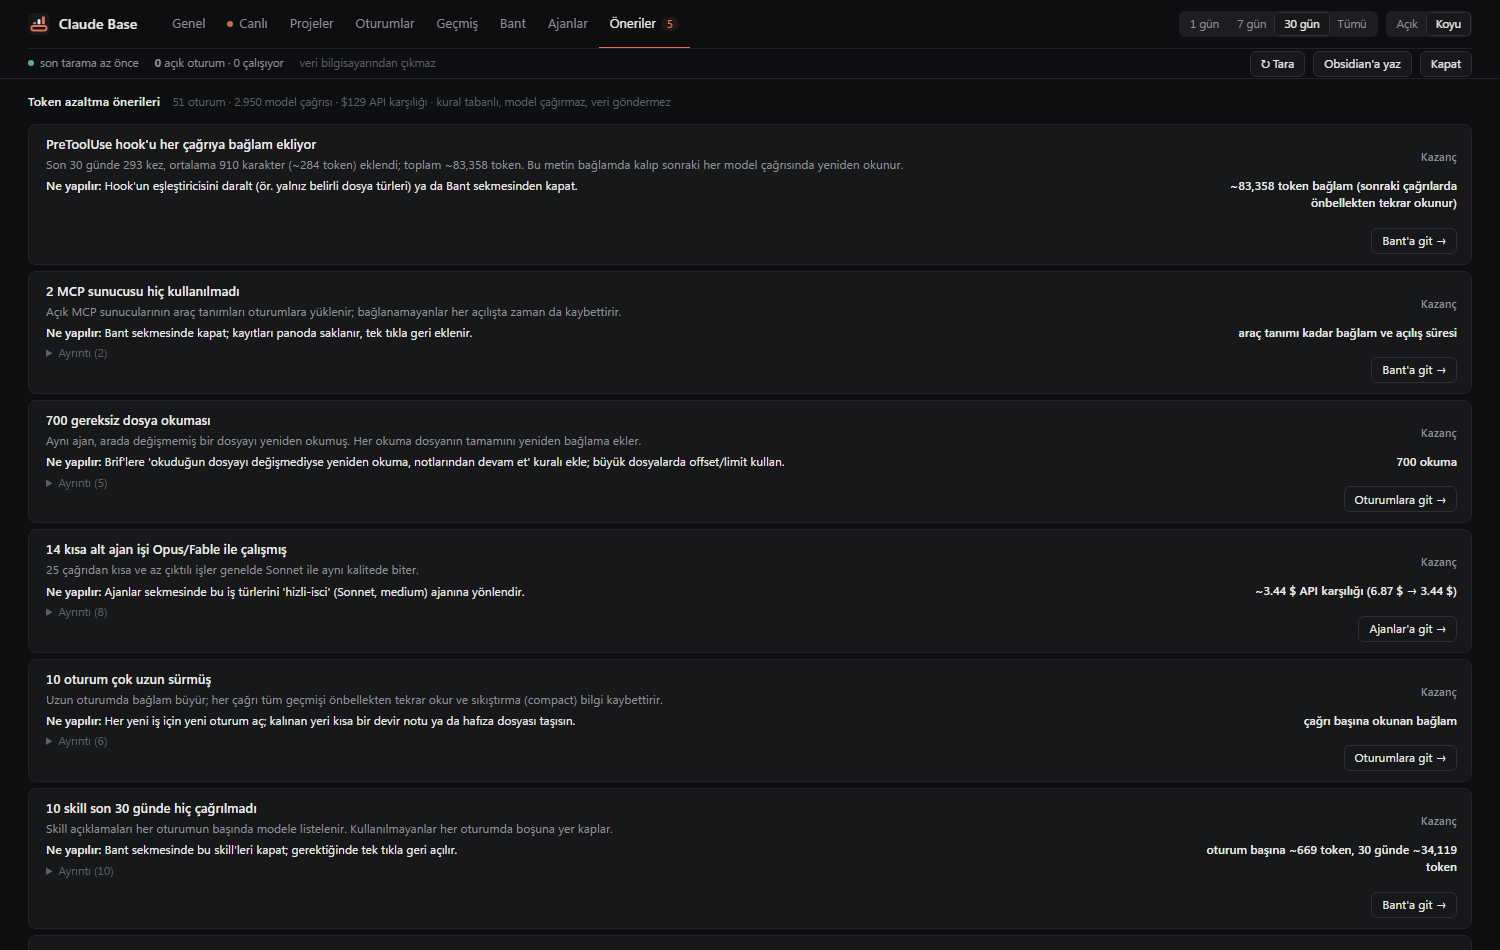 Claude Base
Genel
Canlı
Projeler
Oturumlar
Geçmiş
Bant
Ajanlar
Öneriler 5
1 gün 7 gün 30 gün Tümü
Açık Koyu
son tarama az önce 0 açık oturum · 0 çalışıyor veri bilgisayarından çıkmaz
↻ Tara
Obsidian'a yaz
Kapat
Token azaltma önerileri 51 oturum · 2.950 model çağrısı · $129 API karşılığı · kural tabanlı, model çağırmaz, veri göndermez
PreToolUse hook'u her çağrıya bağlam ekliyor
Son 30 günde 293 kez, ortalama 910 karakter (~284 token) eklendi; toplam ~83,358 token. Bu metin bağlamda kalıp sonraki her model çağrısında yeniden okunur.
Ne yapılır: Hook'un eşleştiricisini daralt (ör. yalnız belirli dosya türleri) ya da Bant sekmesinden kapat.
Kazanç
~83,358 token bağlam (sonraki çağrılarda
önbellekten tekrar okunur)
Bant'a git →
2 MCP sunucusu hiç kullanılmadı
Açık MCP sunucularının araç tanımları oturumlara yüklenir; bağlanamayanlar her açılışta zaman da kaybettirir.
Ne yapılır: Bant sekmesinde kapat; kayıtları panoda saklanır, tek tıkla geri eklenir.
▶ Ayrıntı (2)
Kazanç
araç tanımı kadar bağlam ve açılış süresi
Bant'a git →
700 gereksiz dosya okuması
Aynı ajan, arada değişmemiş bir dosyayı yeniden okumuş. Her okuma dosyanın tamamını yeniden bağlama ekler.
Ne yapılır: Brif'lere 'okuduğun dosyayı değişmediyse yeniden okuma, notlarından devam et' kuralı ekle; büyük dosyalarda offset/limit kullan.
▶ Ayrıntı (5)
Kazanç
700 okuma
Oturumlara git →
14 kısa alt ajan işi Opus/Fable ile çalışmış
25 çağrıdan kısa ve az çıktılı işler genelde Sonnet ile aynı kalitede biter.
Ne yapılır: Ajanlar sekmesinde bu iş türlerini 'hizli-isci' (Sonnet, medium) ajanına yönlendir.
▶ Ayrıntı (8)
Kazanç
~3.44 $ API karşılığı (6.87 $ → 3.44 $)
Ajanlar'a git →
10 oturum çok uzun sürmüş
Uzun oturumda bağlam büyür; her çağrı tüm geçmişi önbellekten tekrar okur ve sıkıştırma (compact) bilgi kaybettirir.
Ne yapılır: Her yeni iş için yeni oturum aç; kalınan yeri kısa bir devir notu ya da hafıza dosyası taşısın.
▶ Ayrıntı (6)
Kazanç
çağrı başına okunan bağlam
Oturumlara git →
10 skill son 30 günde hiç çağrılmadı
Skill açıklamaları her oturumun başında modele listelenir. Kullanılmayanlar her oturumda boşuna yer kaplar.
Ne yapılır: Bant sekmesinde bu skill'leri kapat; gerektiğinde tek tıkla geri açılır.
▶ Ayrıntı (10)
Kazanç
oturum başına ~669 token, 30 günde ~34,119
token
Bant'a git →